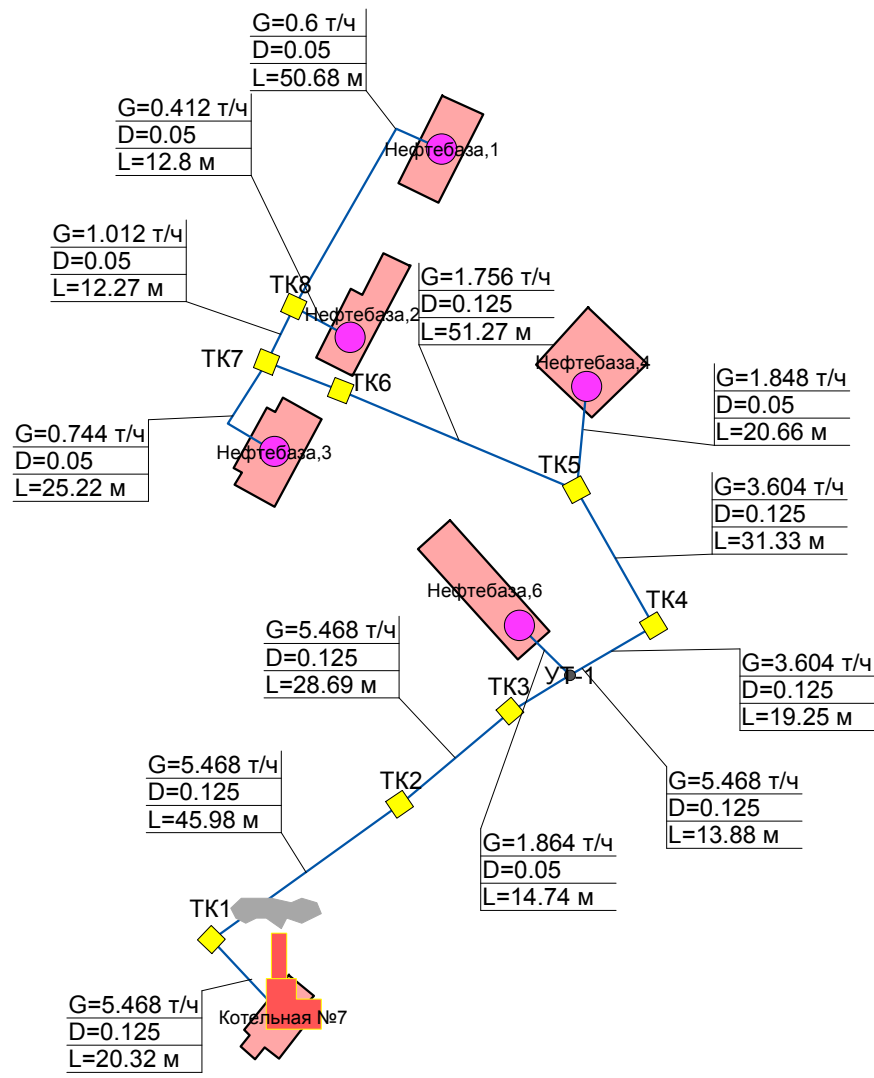 G=0.6 т/ч
D=0.05
L=50.68 м
G=0.412 т/ч
D=0.05
L=12.8 м
Нефтебаза,1
G=1.012 т/ч
D=0.05
L=12.27 м
ТК8
G=1.756 т/ч
D=0.125
L=51.27 м
Нефтебаза,2
ТК7
ТК6
Нефтебаза,4
G=1.848 т/ч
D=0.05
L=20.66 м
G=0.744 т/ч
D=0.05
L=25.22 м
Нефтебаза,3
ТК5
G=3.604 т/ч
D=0.125
L=31.33 м
Нефтебаза,6
ТК4
G=5.468 т/ч
D=0.125
L=28.69 м
УТ-1
ТК3
G=3.604 т/ч
D=0.125
L=19.25 м
G=5.468 т/ч
D=0.125
L=45.98 м
ТК2
G=5.468 т/ч
D=0.125
L=13.88 м
G=1.864 т/ч
D=0.05
L=14.74 м
ТК1
G=5.468 т/ч
D=0.125
L=20.32 м
Котельная №7